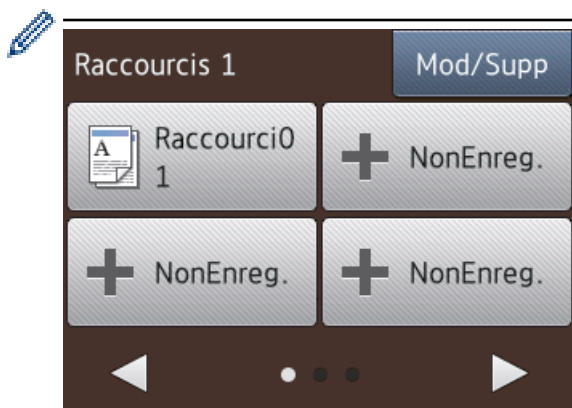 Raccourcis 1
Mod/Supp
A
Raccourci0
1
NonEnreg.
NonEnreg.
NonEnreg.